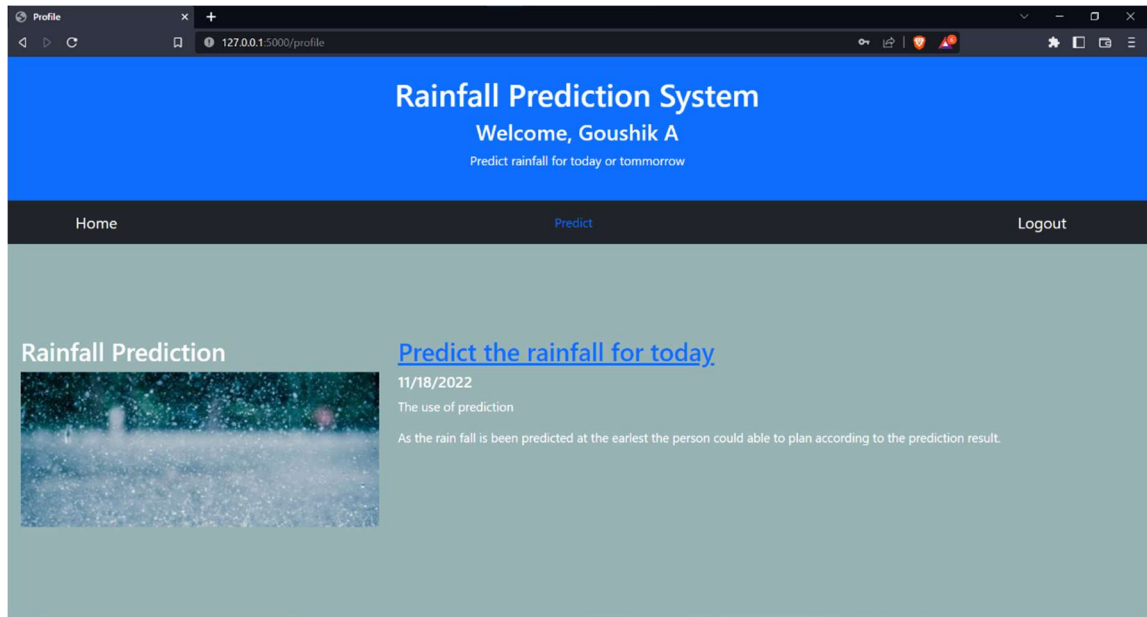 Profile
127.0.0.1:5000/profile
Rainfall Prediction System
Welcome, Goushik A
Predict rainfall for today or tommorrow
Home Predict Logout
Rainfall Prediction
Predict the rainfall for today
11/18/2022
The use of prediction
As the rain fall is been predicted at the earlest the person could able to plan according to the prediction result.